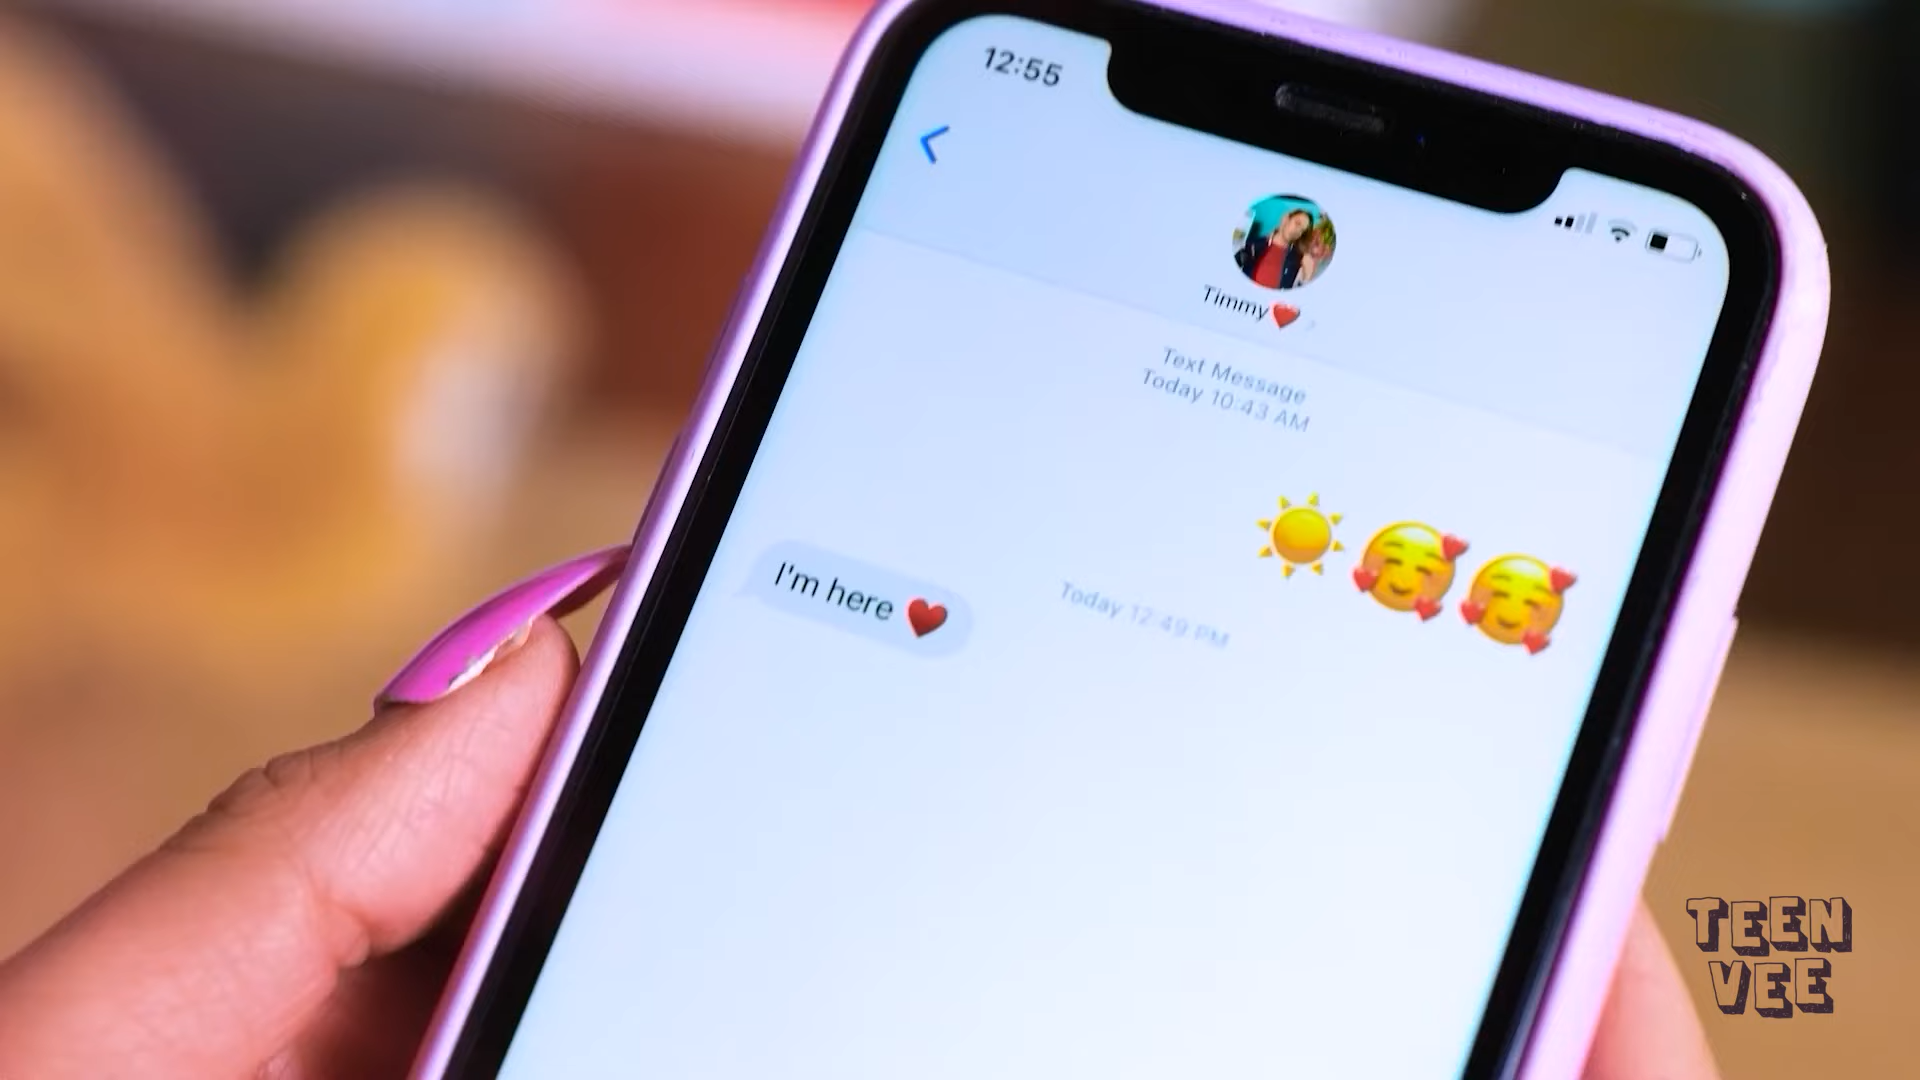 12:55
Timmy❤️
Text Message
Today 10:43 AM
☀️🥰🥰
Today 12:49 PM
I'm here ❤️
TEEN
VEE